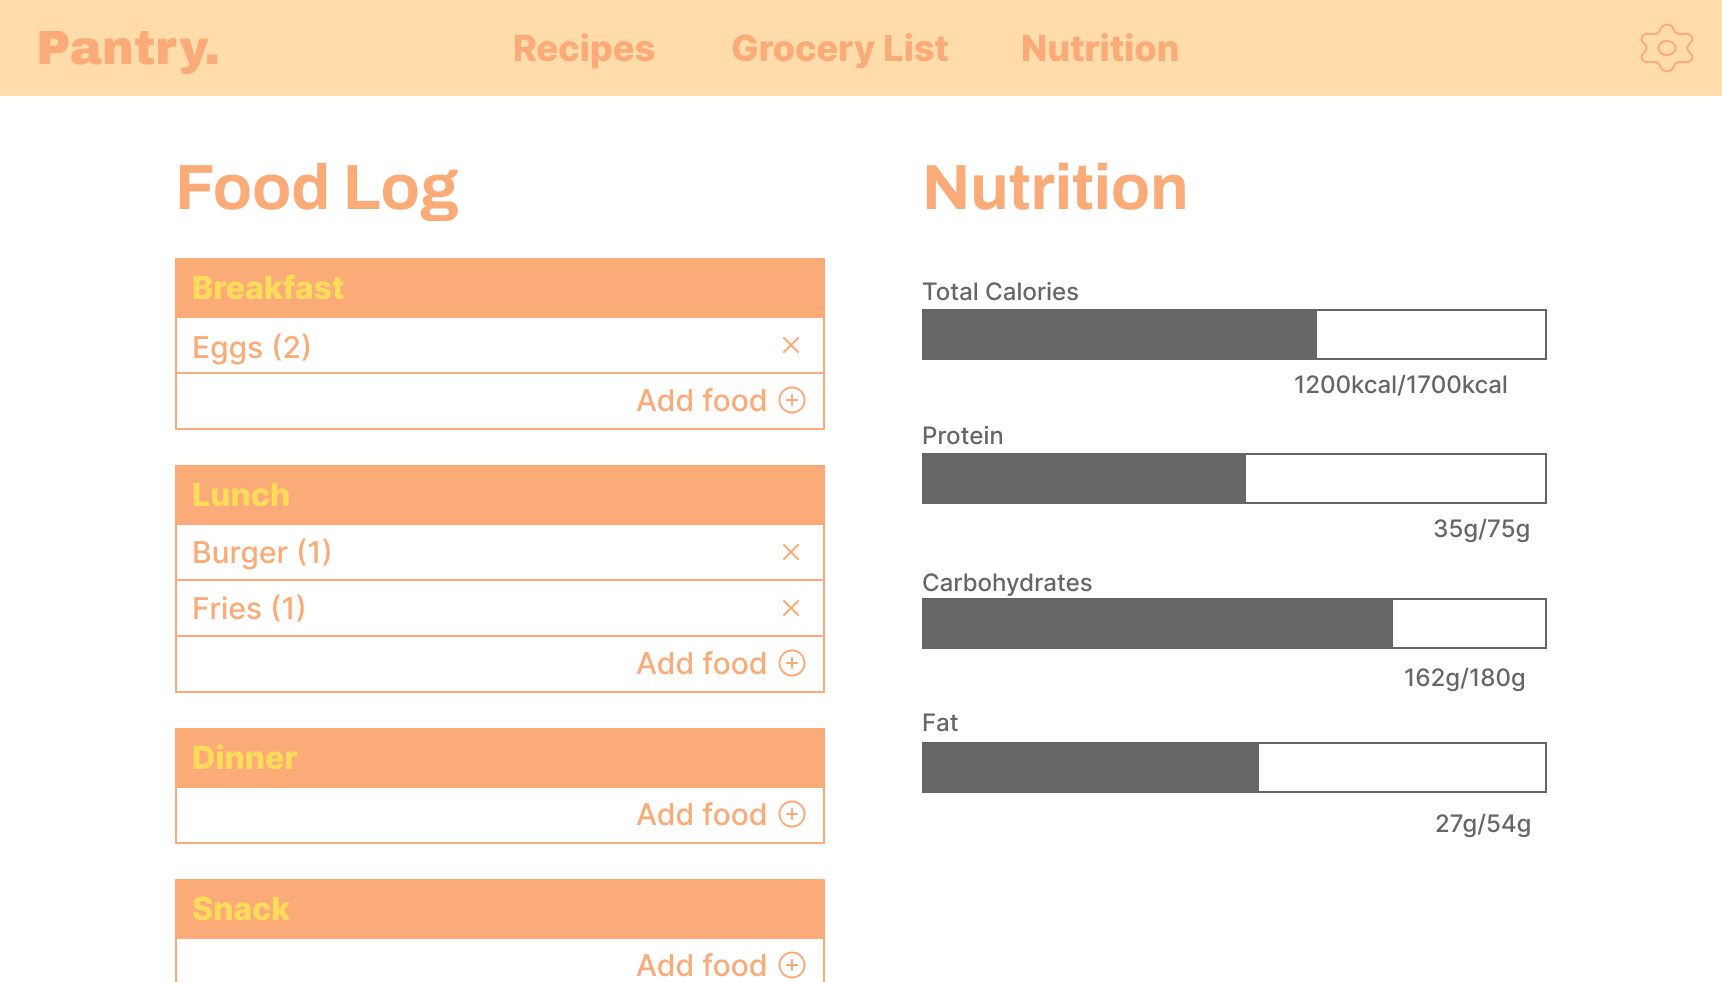 Pantry.
Recipes
Grocery List
Nutrition
Food Log
Breakfast
Eggs (2)
Add food
Lunch
Burger (1)
Fries (1)
Add food
Dinner
Add food
Snack
Add food
Nutrition
Total Calories
1200kcal/1700kcal
Protein
35g/75g
Carbohydrates
162g/180g
Fat
27g/54g